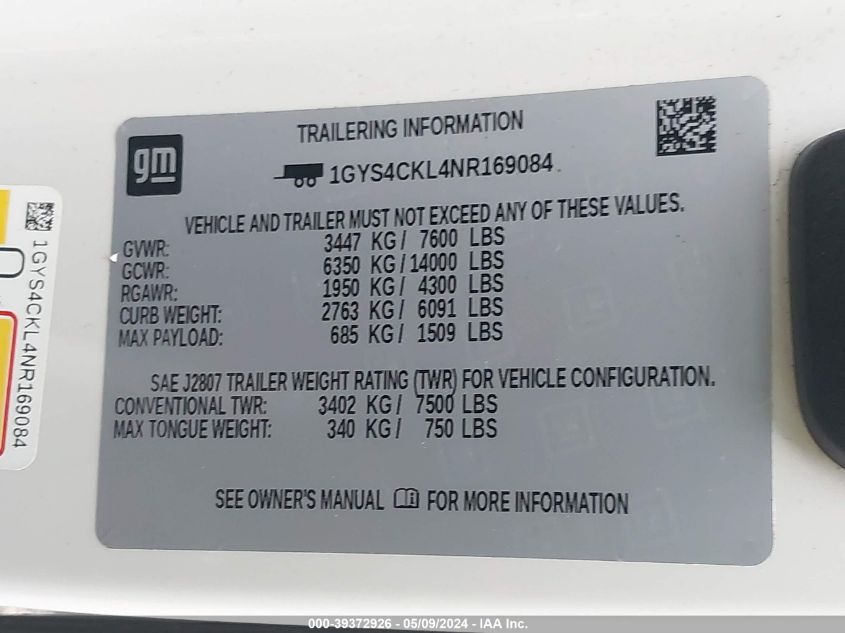 gm
TRAILERING INFORMATION
1GYS4CKL4NR169084
VEHICLE AND TRAILER MUST NOT EXCEED ANY OF THESE VALUES.
GVWR: 3447 KG/ 7600 LBS
GCWR: 6350 KG/14000 LBS
RGAWR: 1950 KG/ 4300 LBS
CURB WEIGHT: 2763 KG/ 6091 LBS
MAX PAYLOAD: 685 KG/ 1509 LBS
SAE J2807 TRAILER WEIGHT RATING (TWR) FOR VEHICLE CONFIGURATION.
CONVENTIONAL TWR: 3402 KG/ 7500 LBS
MAX TONGUE WEIGHT: 340 KG/ 750 LBS
SEE OWNER'S MANUAL FOR MORE INFORMATION
1GYS4CKL4NR169084
000-39372926 - 05/09/2024 - IAA Inc.